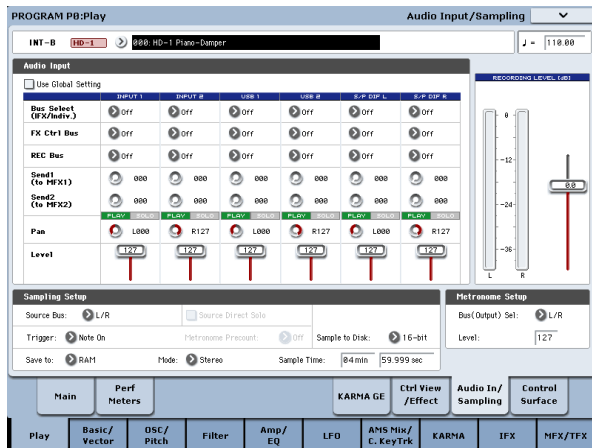 PROGRAM P0:Play
Audio Input/Sampling
INT-B HD-1 000: HD-1 Piano-Damper
♩ = 110.00
Audio Input
Use Global Setting
RECORDING LEVEL [dB]
INPUT 1 INPUT 2 USB 1 USB 2 S/P DIF L S/P DIF R
Bus Select
(IFX/Indiv.)
Off Off Off Off Off Off
FX Ctrl Bus Off Off Off Off Off Off
REC Bus Off Off Off Off Off Off
Send1
(to MFX1)
000 000 000 000 000 000
Send2
(to MFX2)
000 000 000 000 000 000
PLAY SOLO PLAY SOLO PLAY SOLO PLAY SOLO PLAY SOLO PLAY SOLO
Pan L000 R127 L000 R127 L000 R127
Level 127 127 127 127 127 127
0
-12
-24
-36
L R
0.0
Sampling Setup
Source Bus: L/R Source Direct Solo
Trigger: Note On Metronome Precount: Off Sample to Disk: 16-bit
Save to: RAM Mode: Stereo Sample Time: 04 min 59.999 sec
Metronome Setup
Bus(Output) Sel: L/R
Level: 127
Main
Perf
Meters
KARMA GE
Ctrl View
/Effect
Audio In/
Sampling
Control
Surface
Play
Basic/
Vector
OSC/
Pitch
Filter
Amp/
EQ
LFO
AMS Mix/
C. KeyTrk
KARMA
IFX
MFX/TFX